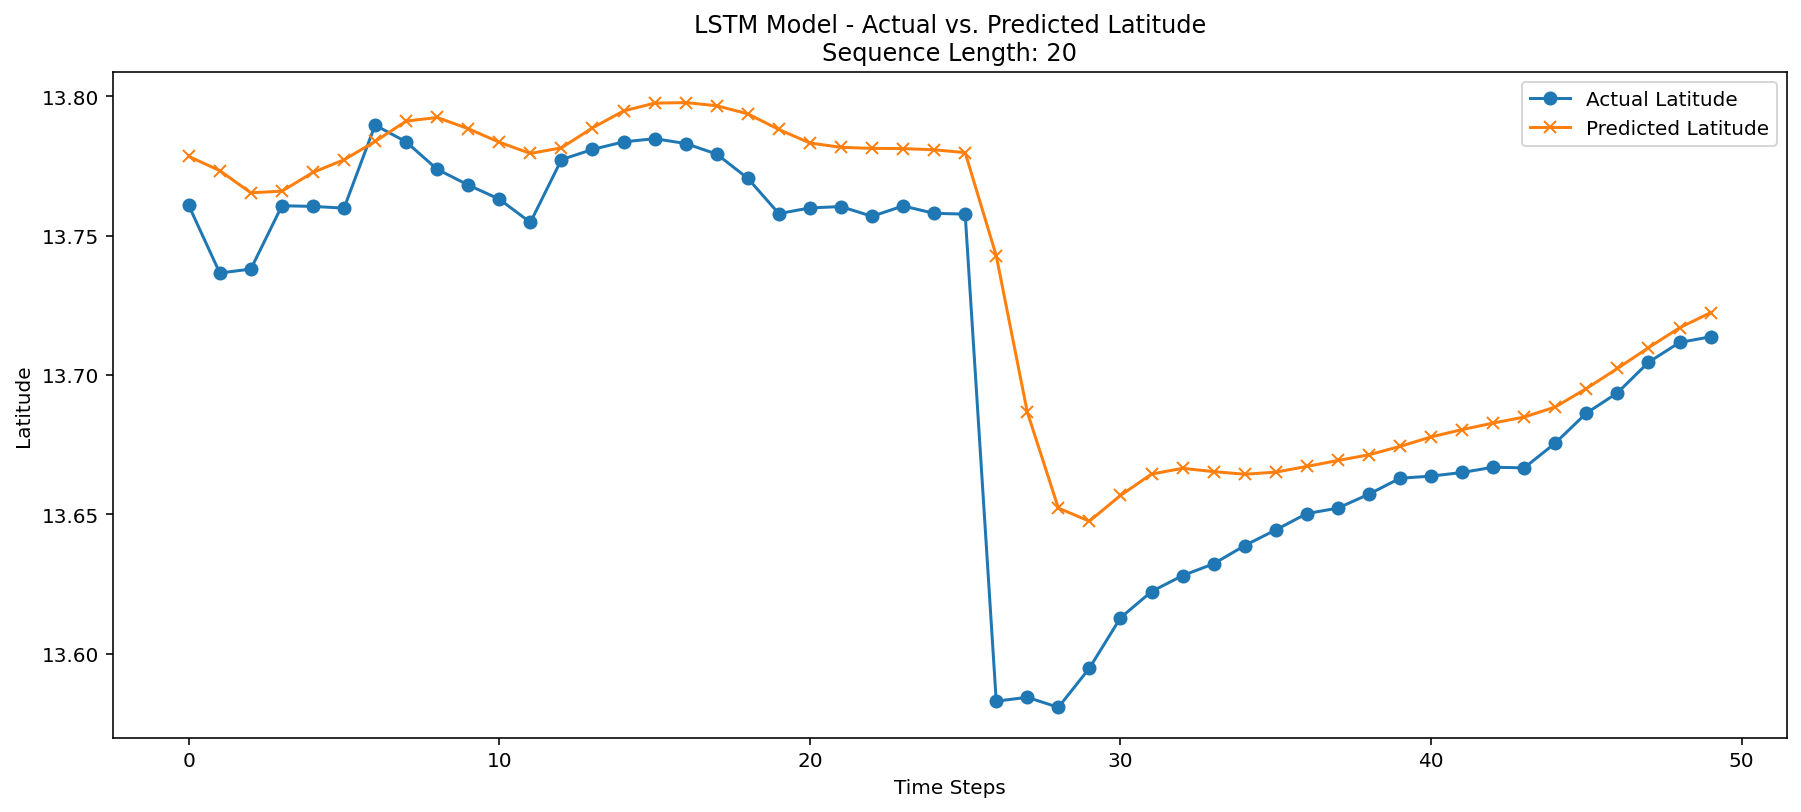 LSTM Model - Actual vs. Predicted Latitude
Sequence Length: 20
Actual Latitude
Predicted Latitude
13.80
13.75
13.70
13.65
13.60
Latitude
0 10 20 30 40 50
Time Steps